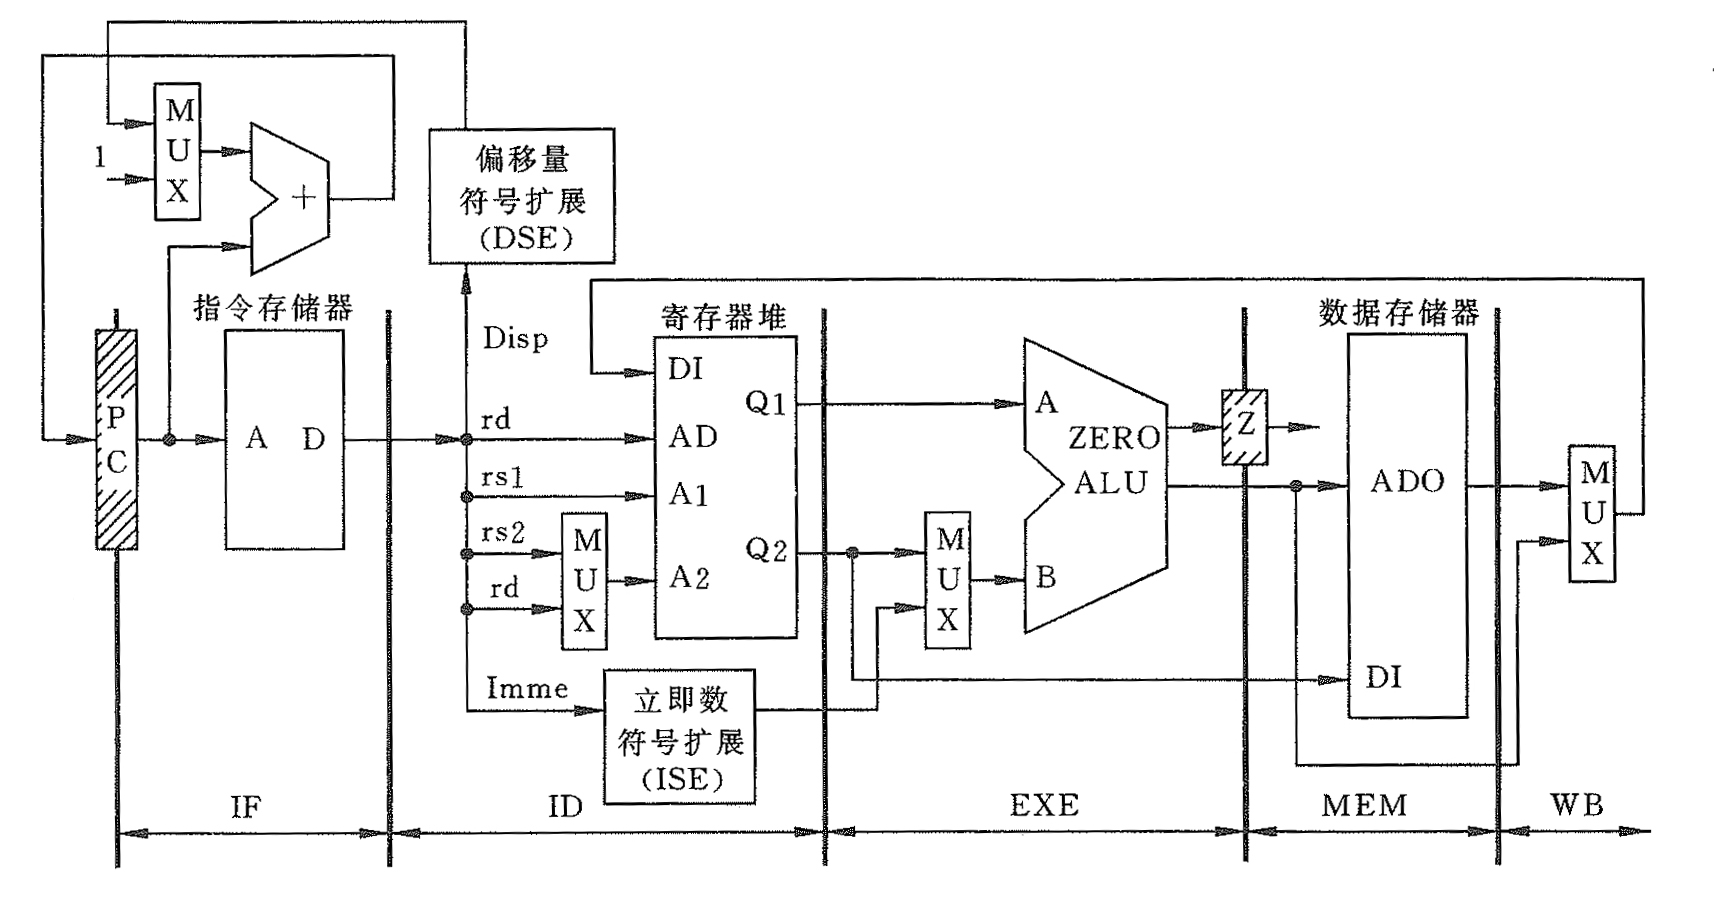 M
U
X
1
+
偏移量
符号扩展
(DSE)
指令存储器
P
C
A D
Disp
rd
rs1
rs2
rd
Imme
M
U
X
寄存器堆
DI
AD
A1
A2
Q1
Q2
立即数
符号扩展
(ISE)
M
U
X
A
ZERO
ALU
B
Z
数据存储器
ADO
DI
M
U
X
IF
ID
EXE
MEM
WB